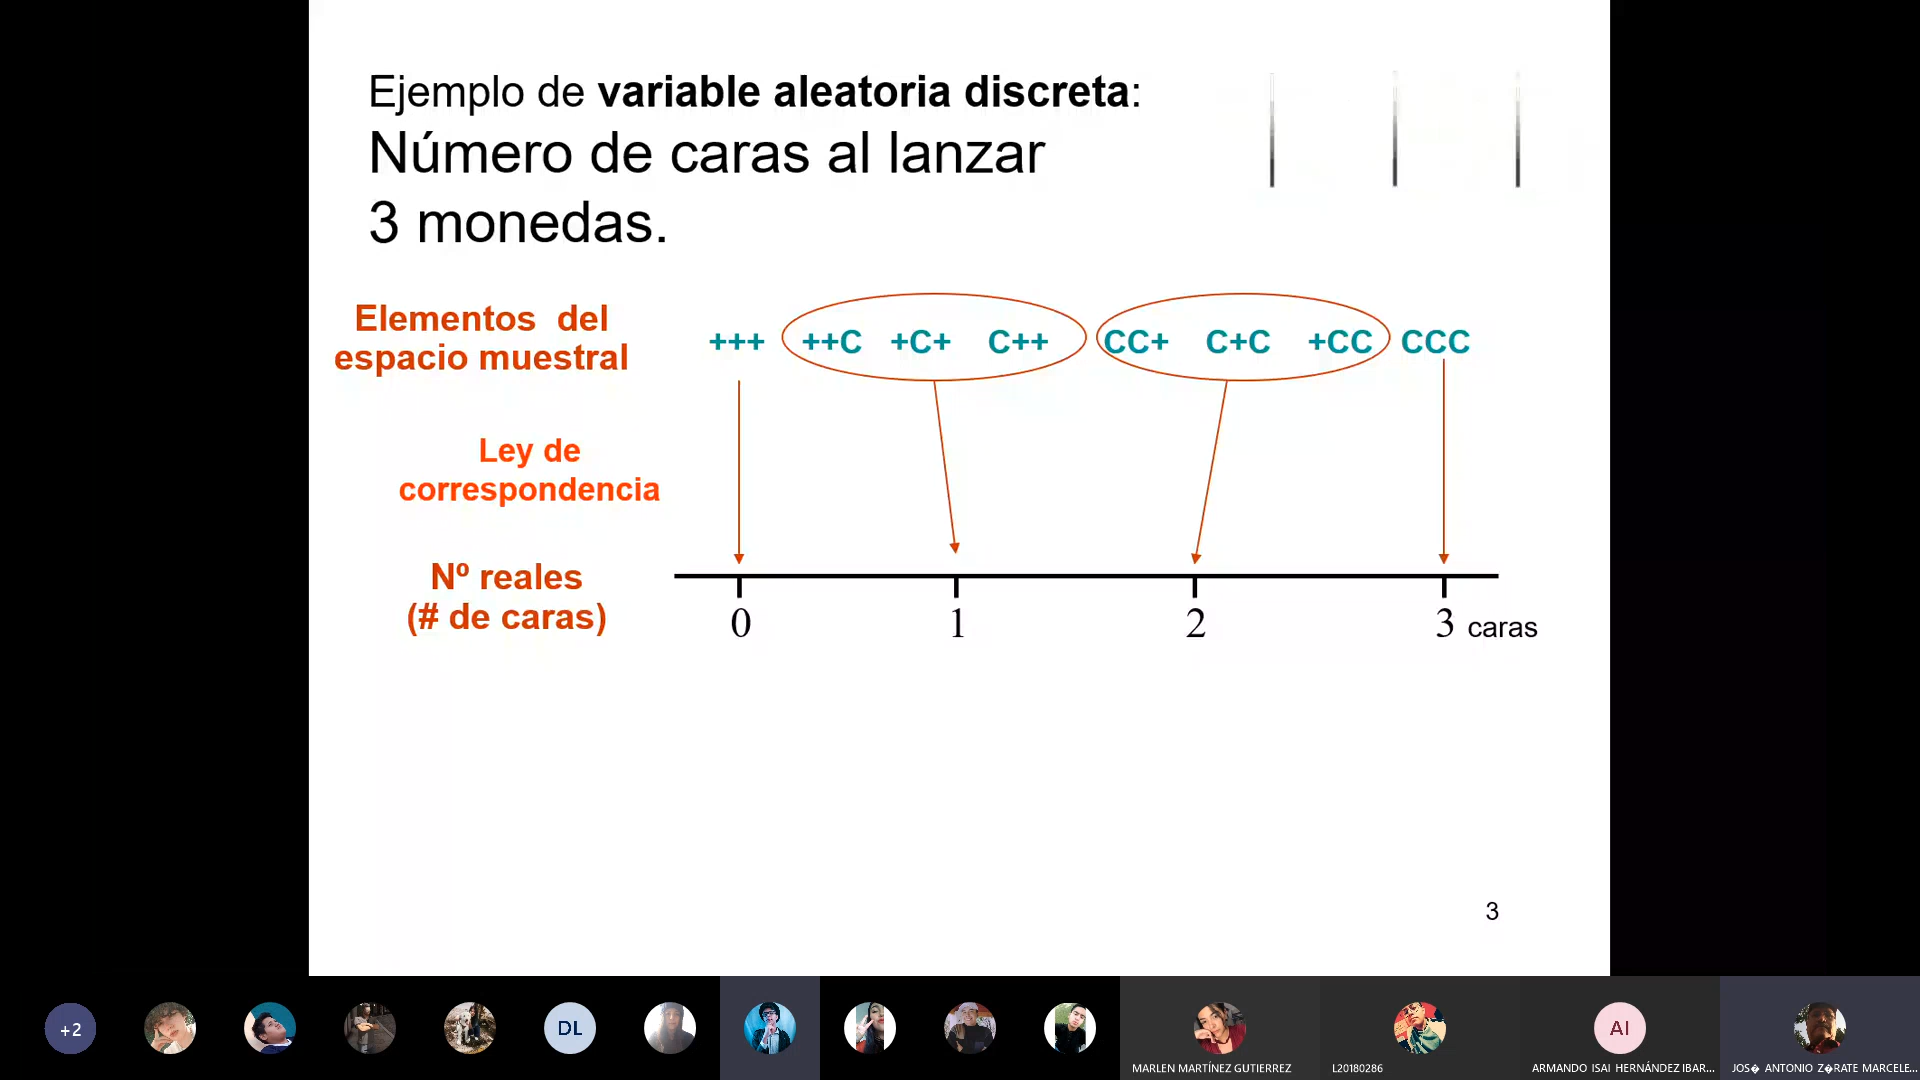 Ejemplo de variable aleatoria discreta:
Número de caras al lanzar
3 monedas.
Elementos del
espacio muestral
+++ ++C +C+ C++ CC+ C+C +CC CCC
Ley de
correspondencia
Nº reales
(# de caras)
0 1 2 3 caras
3
+2
DL
AI
MARLEN MARTÍNEZ GUTIERREZ
L20180286
ARMANDO ISAI HERNÁNDEZ IBAR...
JOS� ANTONIO Z�RATE MARCELE...